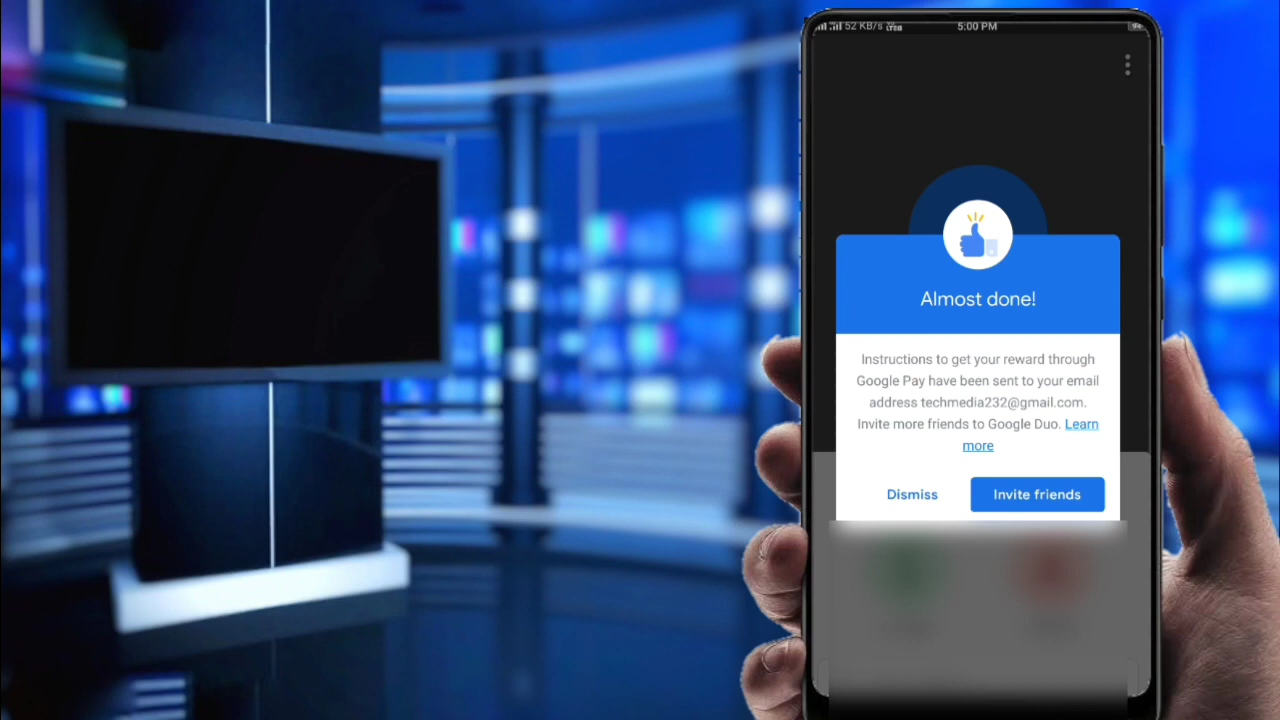 52 KB/s
5:00 PM
Almost done!
Instructions to get your reward through
Google Pay have been sent to your email
address techmedia232@gmail.com.
Invite more friends to Google Duo. Learn
more
Dismiss
Invite friends